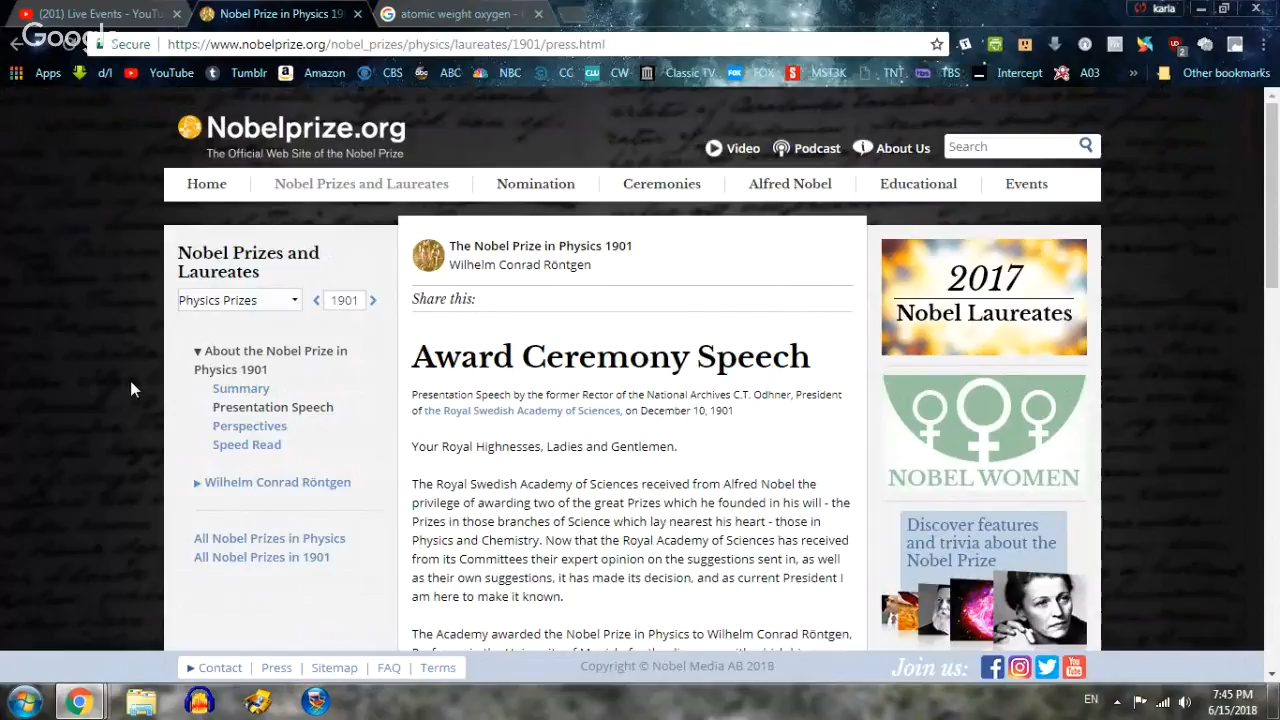 (201) Live Events - YouTu
Nobel Prize in Physics 19
atomic weight oxygen -
karla
Google
Secure
https://www.nobelprize.org/nobel_prizes/physics/laureates/1901/press.html
Apps
d/l
YouTube
Tumblr
Amazon
CBS
ABC
NBC
CC
CW
Classic TV
FOX
MST3K
TNT
TBS
Intercept
A03
»
Other bookmarks
Nobelprize.org
The Official Web Site of the Nobel Prize
Video
Podcast
About Us
Search
Home
Nobel Prizes and Laureates
Nomination
Ceremonies
Alfred Nobel
Educational
Events
Nobel Prizes and
Laureates
Physics Prizes
1901
About the Nobel Prize in
Physics 1901
Summary
Presentation Speech
Perspectives
Speed Read
Wilhelm Conrad Röntgen
All Nobel Prizes in Physics
All Nobel Prizes in 1901
The Nobel Prize in Physics 1901
Wilhelm Conrad Röntgen
Share this:
Award Ceremony Speech
Presentation Speech by the former Rector of the National Archives C.T. Odhner, President
of the Royal Swedish Academy of Sciences, on December 10, 1901
Your Royal Highnesses, Ladies and Gentlemen.
The Royal Swedish Academy of Sciences received from Alfred Nobel the
privilege of awarding two of the great Prizes which he founded in his will - the
Prizes in those branches of Science which lay nearest his heart - those in
Physics and Chemistry. Now that the Royal Academy of Sciences has received
from its Committees their expert opinion on the suggestions sent in, as well
as their own suggestions, it has made its decision, and as current President I
am here to make it known.
The Academy awarded the Nobel Prize in Physics to Wilhelm Conrad Röntgen,
2017
Nobel Laureates
NOBEL WOMEN
Discover features
and trivia about the
Nobel Prize
Contact
Press
Sitemap
FAQ
Terms
Copyright © Nobel Media AB 2018
Join us:
EN
7:45 PM
6/15/2018